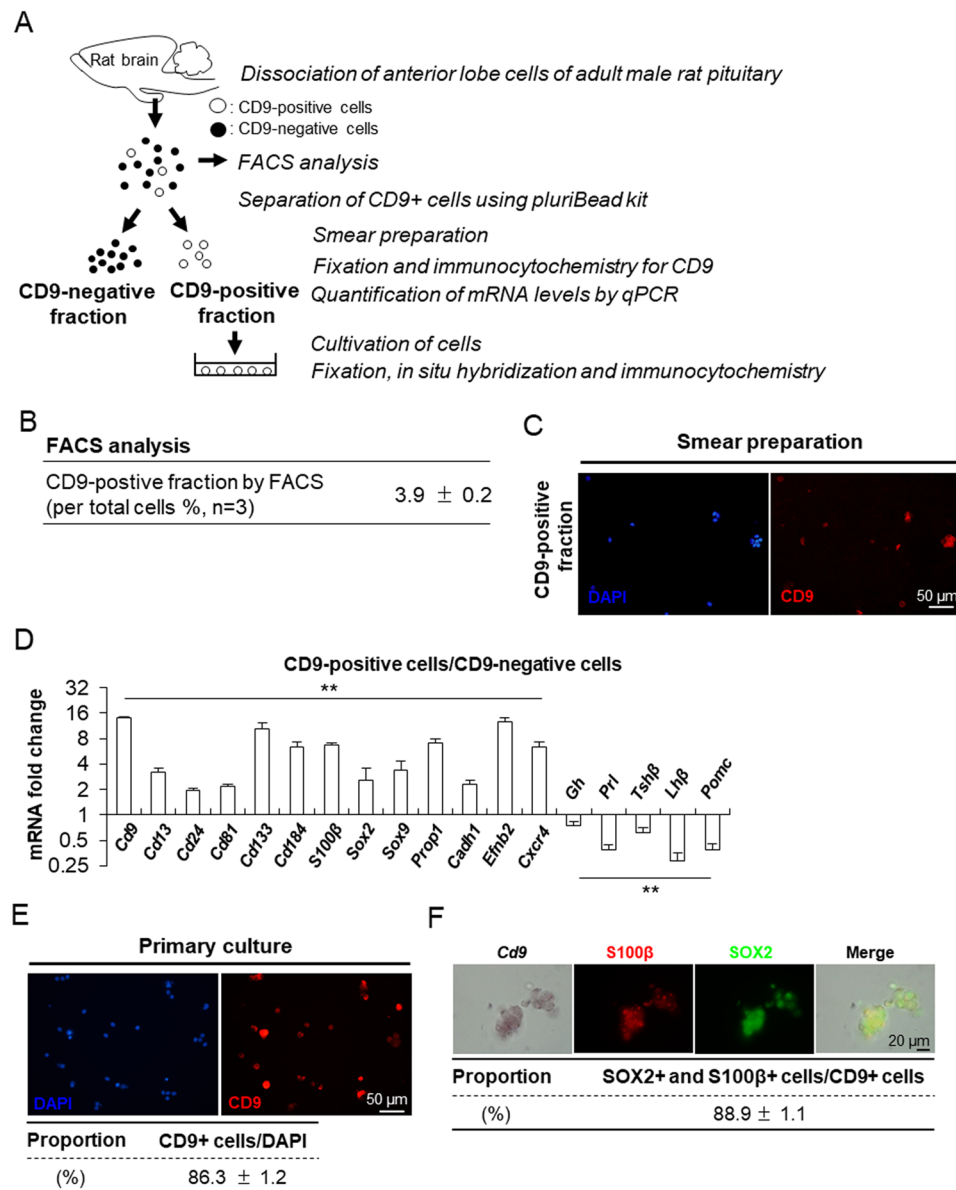 A
Rat brain
Dissociation of anterior lobe cells of adult male rat pituitary
: CD9-positive cells
: CD9-negative cells
FACS analysis
Separation of CD9+ cells using pluriBead kit
Smear preparation
Fixation and immunocytochemistry for CD9
Quantification of mRNA levels by qPCR
CD9-negative
fraction
CD9-positive
fraction
Cultivation of cells
Fixation, in situ hybridization and immunocytochemistry
B
FACS analysis
CD9-postive fraction by FACS
(per total cells %, n=3)
3.9 ± 0.2
C
Smear preparation
CD9-positive
fraction
DAPI
CD9
50 μm
D
CD9-positive cells/CD9-negative cells
mRNA fold change
32
16
8
4
2
1
0.5
0.25
**
Cd9
Cd13
Cd24
Cd81
Cd133
Cd184
S100β
Sox2
Sox9
Prop1
Cadh1
Efnb2
Cxcr4
Gh
Prl
Tshβ
Lhβ
Pomc
**
E
Primary culture
DAPI
CD9
50 μm
Proportion CD9+ cells/DAPI
(%) 86.3 ± 1.2
F
Cd9 S100β SOX2 Merge
20 μm
Proportion SOX2+ and S100β+ cells/CD9+ cells
(%) 88.9 ± 1.1